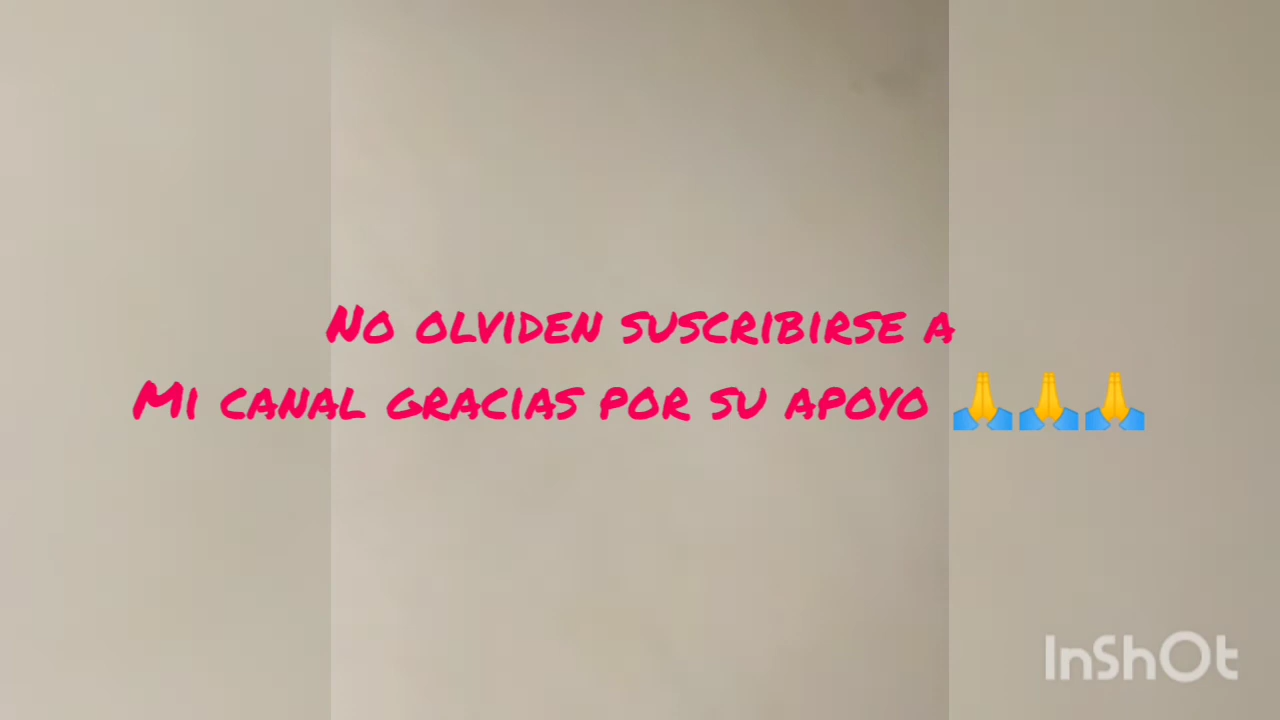 No olviden suscribirse a
Mi canal gracias por su apoyo 🙏🙏🙏
InShOt